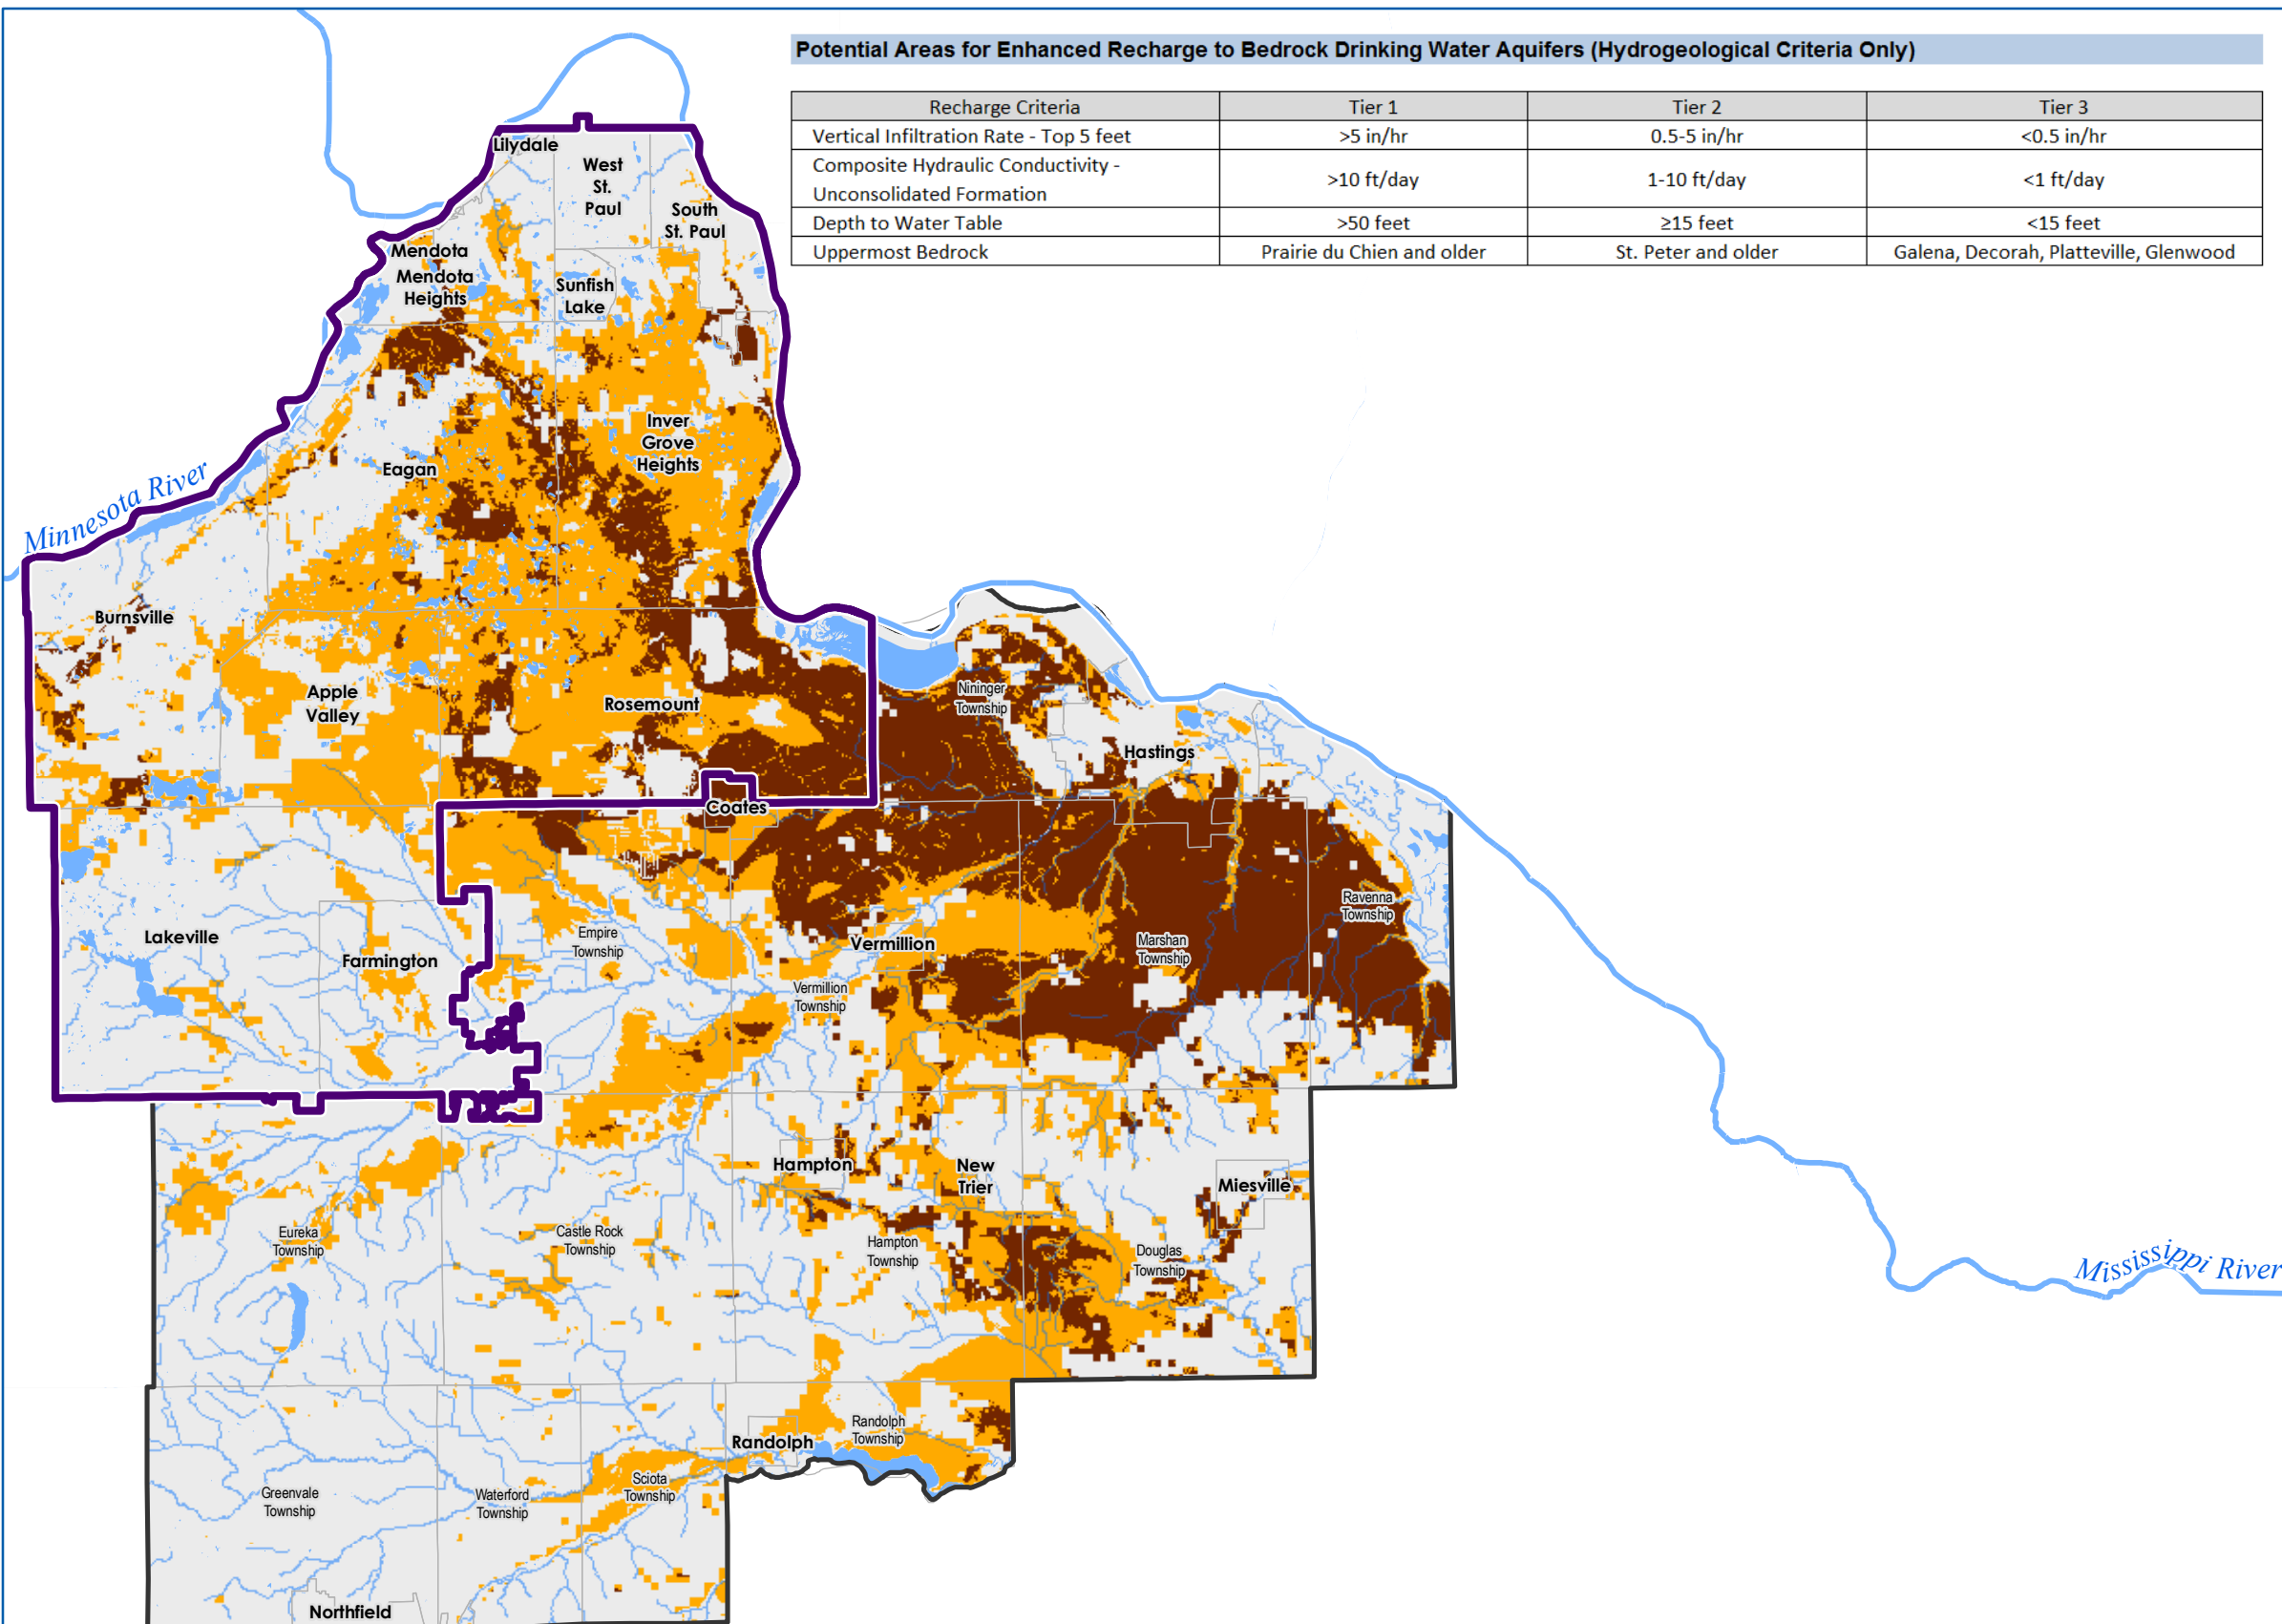 Potential Areas for Enhanced Recharge to Bedrock Drinking Water Aquifers (Hydrogeological Criteria Only)
Recharge Criteria Tier 1 Tier 2 Tier 3
Vertical Infiltration Rate - Top 5 feet >5 in/hr 0.5-5 in/hr <0.5 in/hr
Composite Hydraulic Conductivity -
Unconsolidated Formation >10 ft/day 1-10 ft/day <1 ft/day
Depth to Water Table >50 feet ≥15 feet <15 feet
Uppermost Bedrock Prairie du Chien and older St. Peter and older Galena, Decorah, Platteville, Glenwood
Lilydale
West
St.
Paul
South
St. Paul
Mendota
Mendota
Heights
Sunfish
Lake
Inver
Grove
Heights
Eagan
Minnesota River
Burnsville
Apple
Valley
Rosemount
Nininger
Township
Hastings
Coates
Ravenna
Township
Lakeville
Farmington
Empire
Township
Vermillion
Marshan
Township
Vermillion
Township
Hampton
New
Trier
Miesville
Eureka
Township
Castle Rock
Township
Hampton
Township
Douglas
Township
Mississippi River
Randolph
Randolph
Township
Greenvale
Township
Waterford
Township
Sciota
Township
Northfield